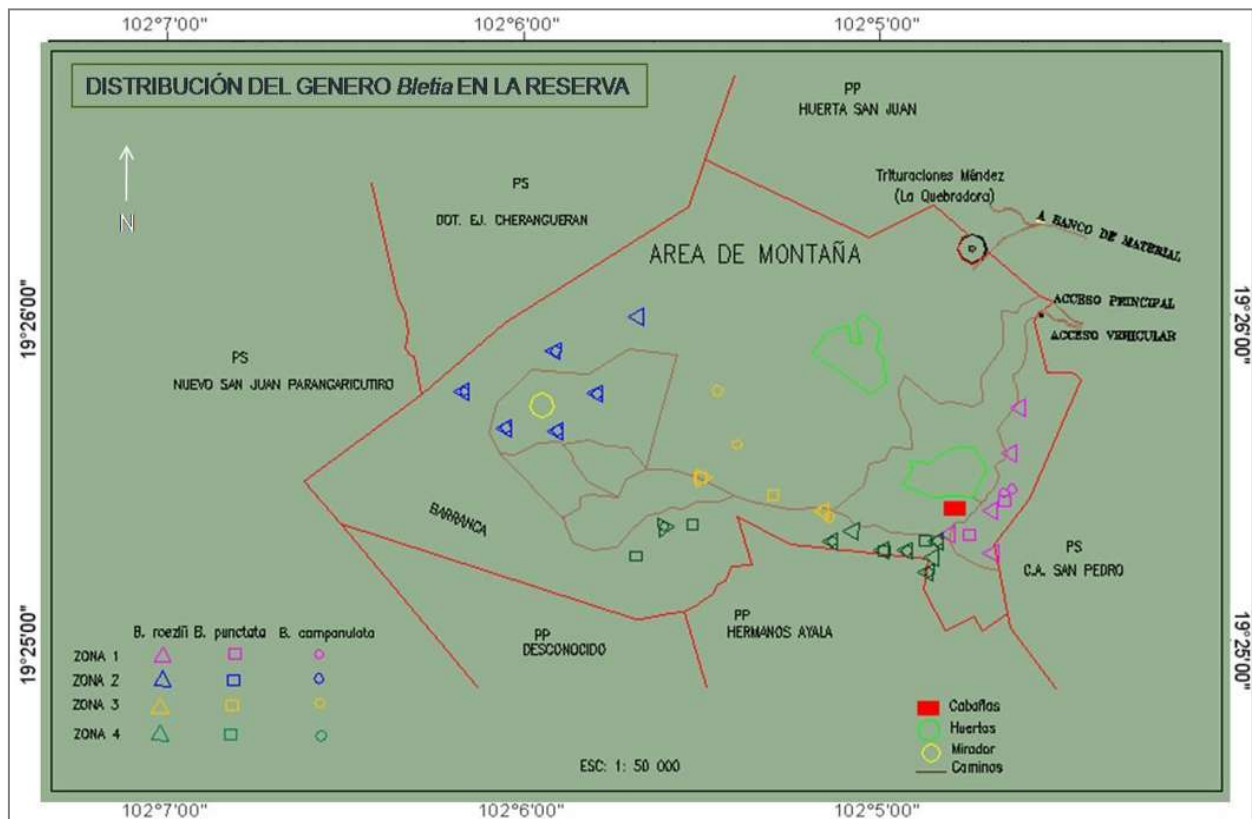 102°7'00" 102°6'00" 102°5'00"
DISTRIBUCIÓN DEL GENERO Bletia EN LA RESERVA
N
PP
HUERTA SAN JUAN
Trituraciones Méndez
(La Quebradora)
A BANCO DE MATERIAL
PS
DOT. EJ. CHERANGUERAN
AREA DE MONTAÑA
ACCESO PRINCIPAL
ACCESO VEHICULAR
19°26'00" 19°26'00"
PS
NUEVO SAN JUAN PARANGARICUTIRO
BARRANCA
PS
C.A. SAN PEDRO
PP
HERMANOS AYALA
PP
DESCONOCIDO
19°25'00" 19°25'00"
B. roezlii B. punctata B. campanulata
ZONA 1
ZONA 2
ZONA 3
ZONA 4
Cabañas
Huertas
Mirador
Caminos
ESC: 1: 50 000
102°7'00" 102°6'00" 102°5'00"